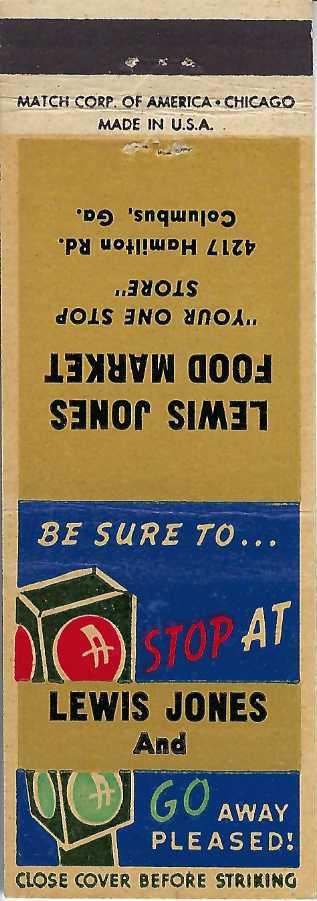 MATCH CORP. OF AMERICA • CHICAGO
MADE IN U.S.A.
LEWIS JONES
FOOD MARKET
"YOUR ONE STOP
STORE"
4217 Hamilton Rd.
Columbus, Ga.
BE SURE TO...
STOP AT
LEWIS JONES
And
GO AWAY
PLEASED!
CLOSE COVER BEFORE STRIKING